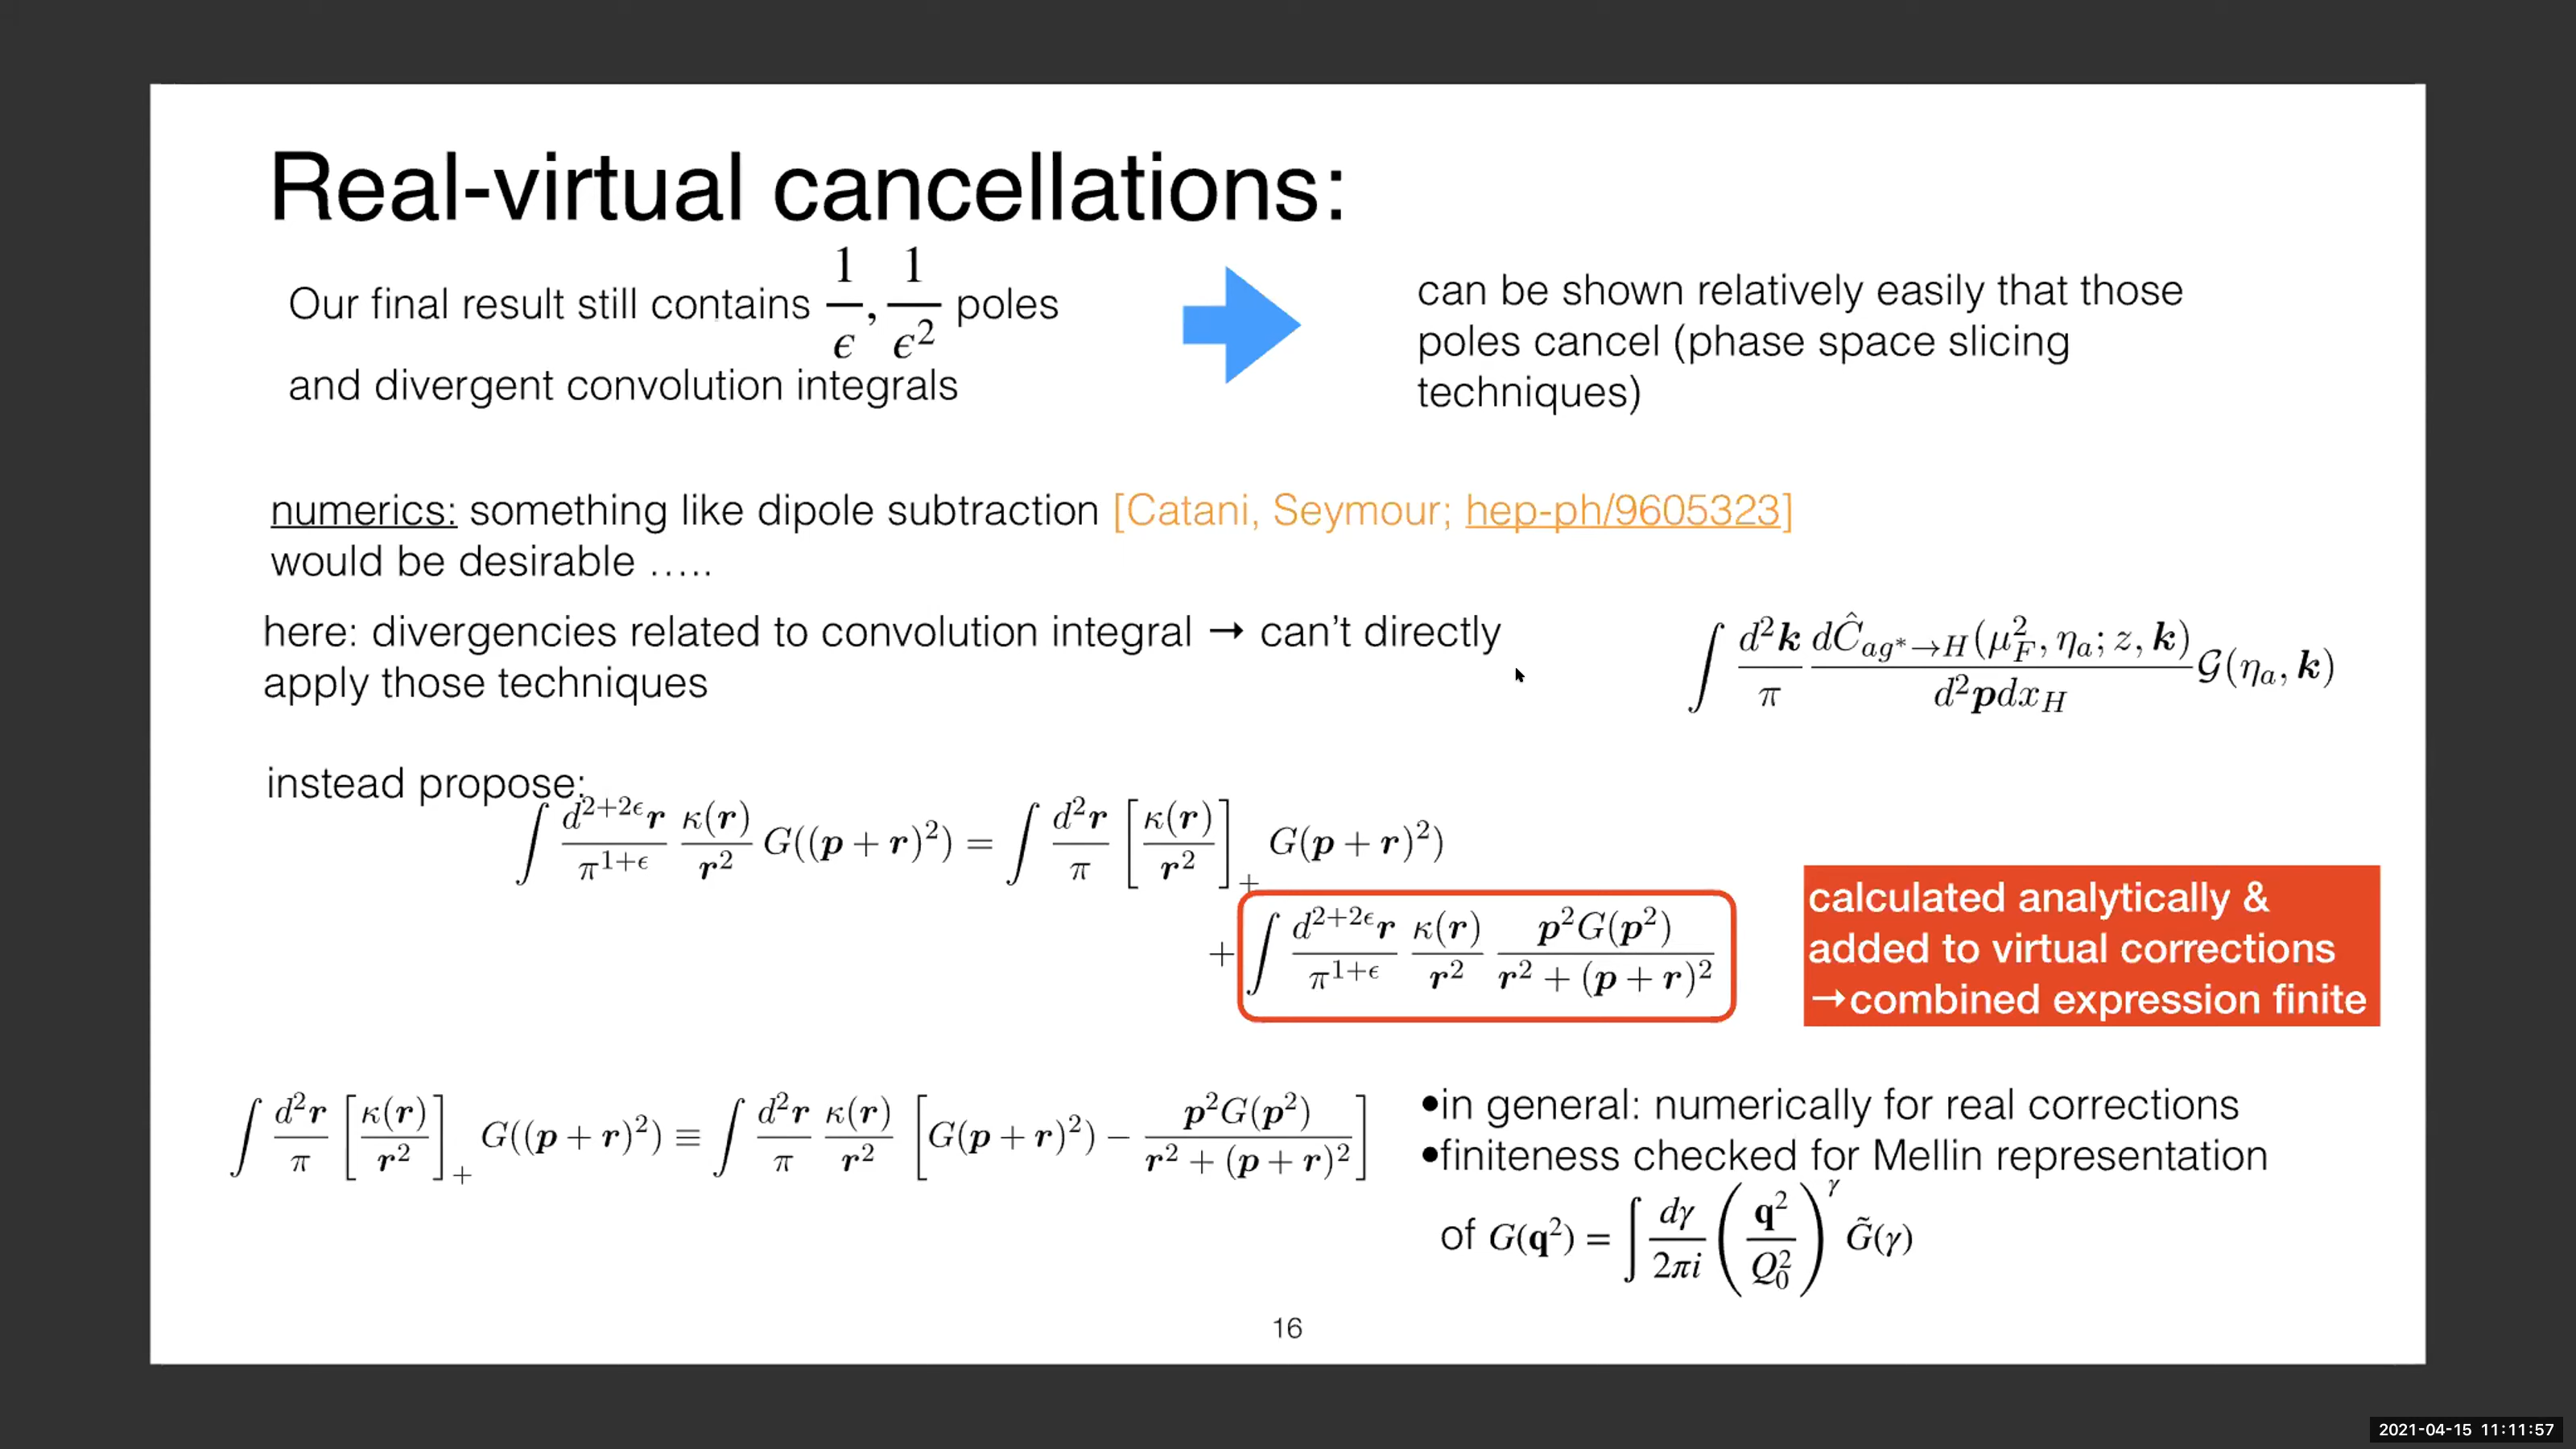 Real-virtual cancellations:
Our final result still contains 1/ϵ, 1/ϵ² poles
and divergent convolution integrals
can be shown relatively easily that those
poles cancel (phase space slicing
techniques)
numerics: something like dipole subtraction [Catani, Seymour; hep-ph/9605323]
would be desirable …..
here: divergencies related to convolution integral → can't directly
apply those techniques
∫ d²k/π dĈ_{ag*→H}(μ_F², η_a; z, k)/d²pdx_H 𝒢(η_a, k)
instead propose:
∫ d^{2+2ϵ}r/π^{1+ϵ} κ(r)/r² G((p + r)²) = ∫ d²r/π [κ(r)/r²]_+ G(p + r)²)
+ ∫ d^{2+2ϵ}r/π^{1+ϵ} κ(r)/r² p²G(p²)/(r² + (p + r)²)
calculated analytically &
added to virtual corrections
→combined expression finite
∫ d²r/π [κ(r)/r²]_+ G((p + r)²) ≡ ∫ d²r/π κ(r)/r² [G(p + r)²) − p²G(p²)/(r² + (p + r)²)]
•in general: numerically for real corrections
•finiteness checked for Mellin representation
of G(q²) = ∫ dγ/2πi (q²/Q₀²)^γ G̃(γ)
16
2021-04-15 11:11:57